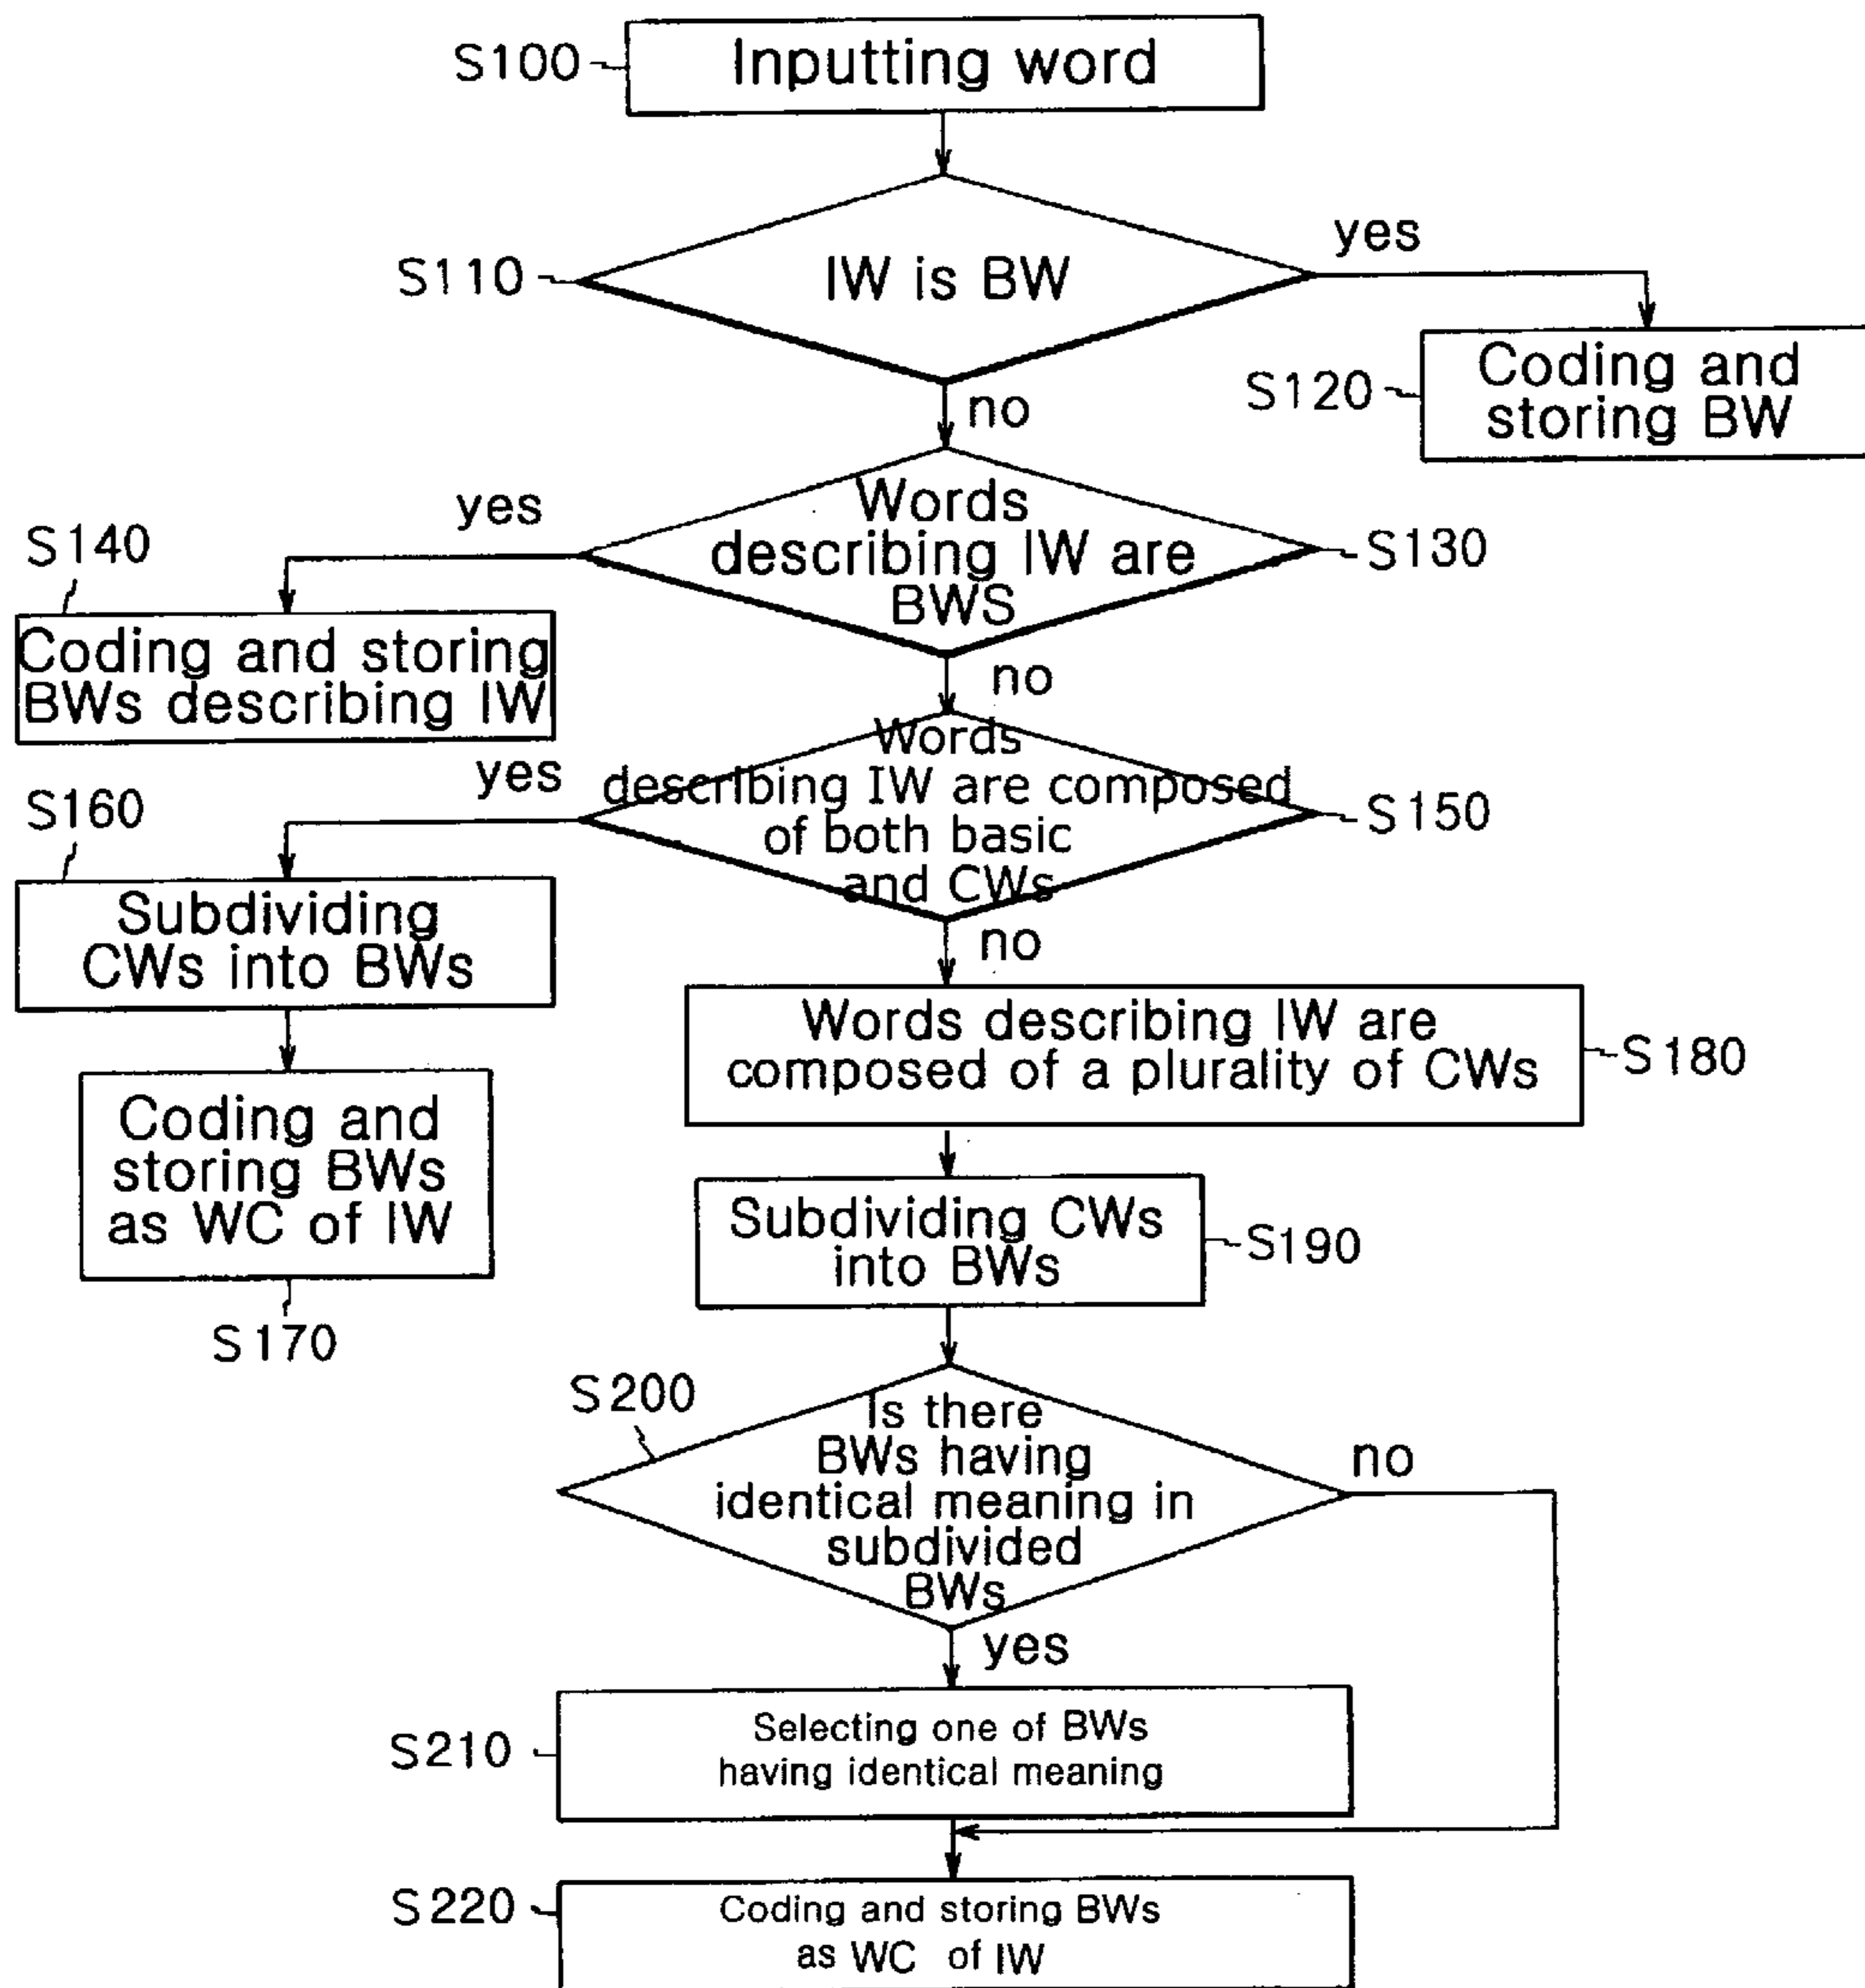 S100
Inputting word
S110
IW is BW
yes
S120
Coding and
storing BW
no
Words
describing IW are
BWS
S130
yes
S140
Coding and storing
BWs describing IW
no
Words
describing IW are composed
of both basic
and CWs
S150
yes
S160
Subdividing
CWs into BWs
Coding and
storing BWs
as WC of IW
S170
no
Words describing IW are
composed of a plurality of CWs
S180
Subdividing CWs
into BWs
S190
S200
Is there
BWs having
identical meaning in
subdivided
BWs
no
yes
S210
Selecting one of BWs
having identical meaning
S220
Coding and storing BWs
as WC of IW